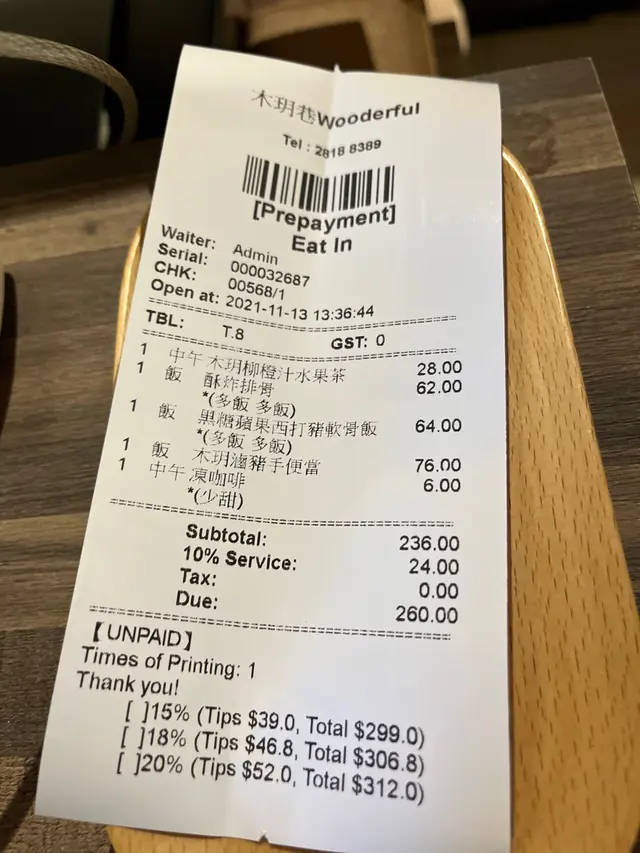 木玥巷Wooderful
Tel : 2818 8389
[Prepayment]
Eat In
Waiter: Admin
Serial: 000032687
CHK: 00568/1
Open at: 2021-11-13 13:36:44
TBL: T.8 GST: 0
1 中午 木玥柳橙汁水果茶 28.00
1 飯 酥炸排骨 62.00
*(多飯 多飯)
1 飯 黑糖蘋果西打豬軟骨飯 64.00
*(多飯 多飯)
1 飯 木玥滷豬手便當 76.00
1 中午 凍咖啡 6.00
*(少甜)
Subtotal: 236.00
10% Service: 24.00
Tax: 0.00
Due: 260.00
【UNPAID】
Times of Printing: 1
Thank you!
[ ]15% (Tips $39.0, Total $299.0)
[ ]18% (Tips $46.8, Total $306.8)
[ ]20% (Tips $52.0, Total $312.0)